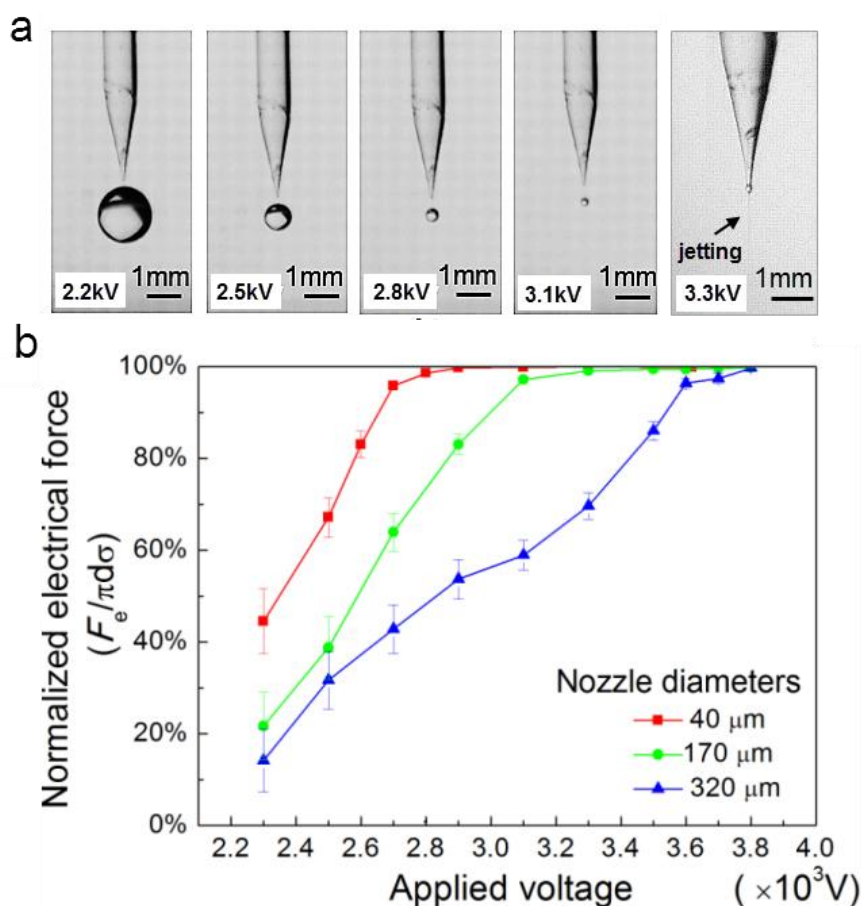 a
2.2kV 1mm
2.5kV 1mm
2.8kV 1mm
3.1kV 1mm
jetting
3.3kV 1mm
b
Normalized electrical force
(Fe/πdσ)
100%
80%
60%
40%
20%
0%
Nozzle diameters
40 μm
170 μm
320 μm
2.2 2.4 2.6 2.8 3.0 3.2 3.4 3.6 3.8 4.0
Applied voltage (×10³V)